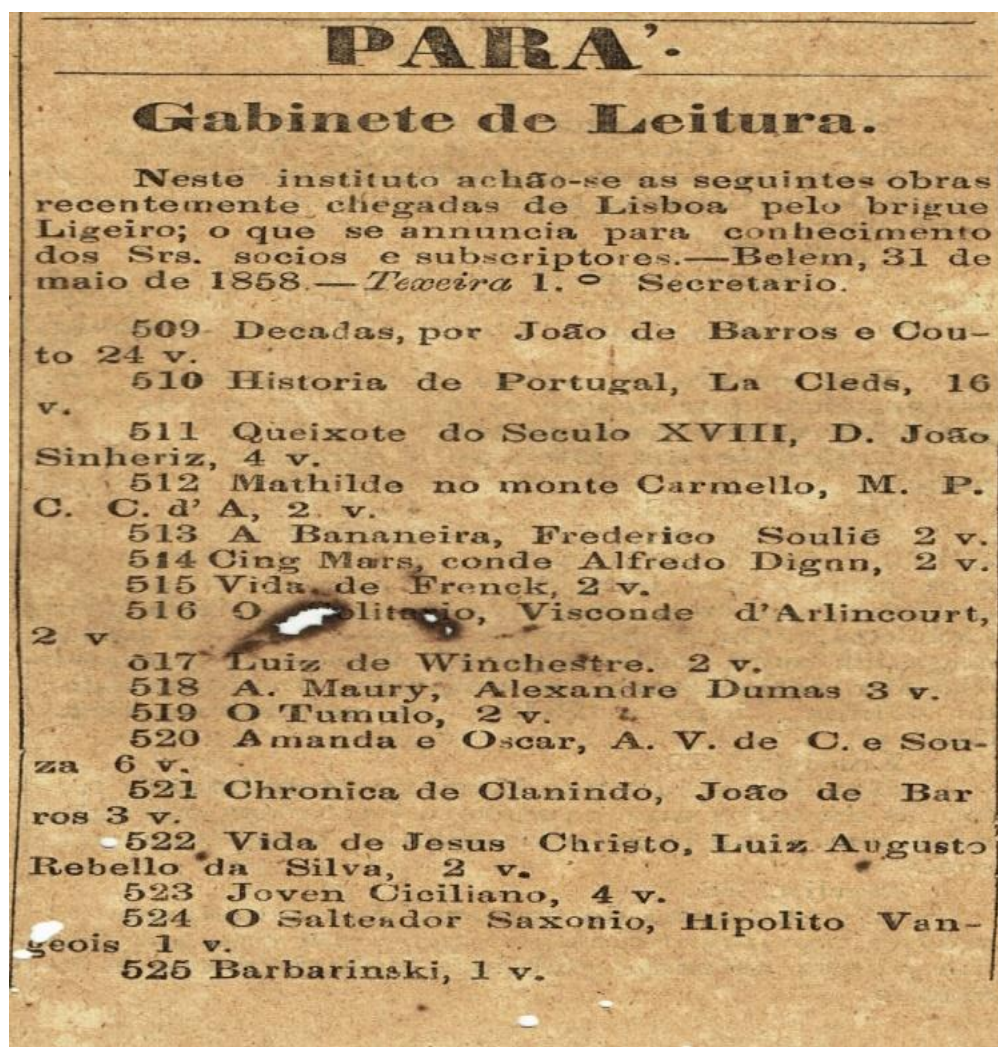 PARA'.
Gabinete de Leitura.
Neste instituto achão-se as seguintes obras
recentemente chegadas de Lisboa pelo brigue
Ligeiro; o que se annuncia para conhecimento
dos Srs. socios e subscriptores.—Belem, 31 de
maio de 1858.—Texeira 1.º Secretario.
509 Decadas, por João de Barros e Cou-
to 24 v.
510 Historia de Portugal, La Cleds, 16
v.
511 Queixote do Seculo XVIII, D. João
Sinheriz, 4 v.
512 Mathilde no monte Carmello, M. P.
C. C. d' A, 2 v.
513 A Bananeira, Frederico Soulié 2 v.
514 Cing Mars, conde Alfredo Dignn, 2 v.
515 Vida de Frenck, 2 v.
516 O Solitario, Visconde d'Arlincourt,
2 v
517 Luiz de Winchestre. 2 v.
518 A. Maury, Alexandre Dumas 3 v.
519 O Tumulo, 2 v.
520 Amanda e Oscar, A. V. de C. e Sou-
za 6 v.
521 Chronica de Clanindo, João de Bar
ros 3 v.
522 Vida de Jesus Christo, Luiz Augusto
Rebello da Silva, 2 v.
523 Joven Ciciliano, 4 v.
524 O Salteador Saxonio, Hipolito Van-
geois 1 v.
525 Barbarinski, 1 v.